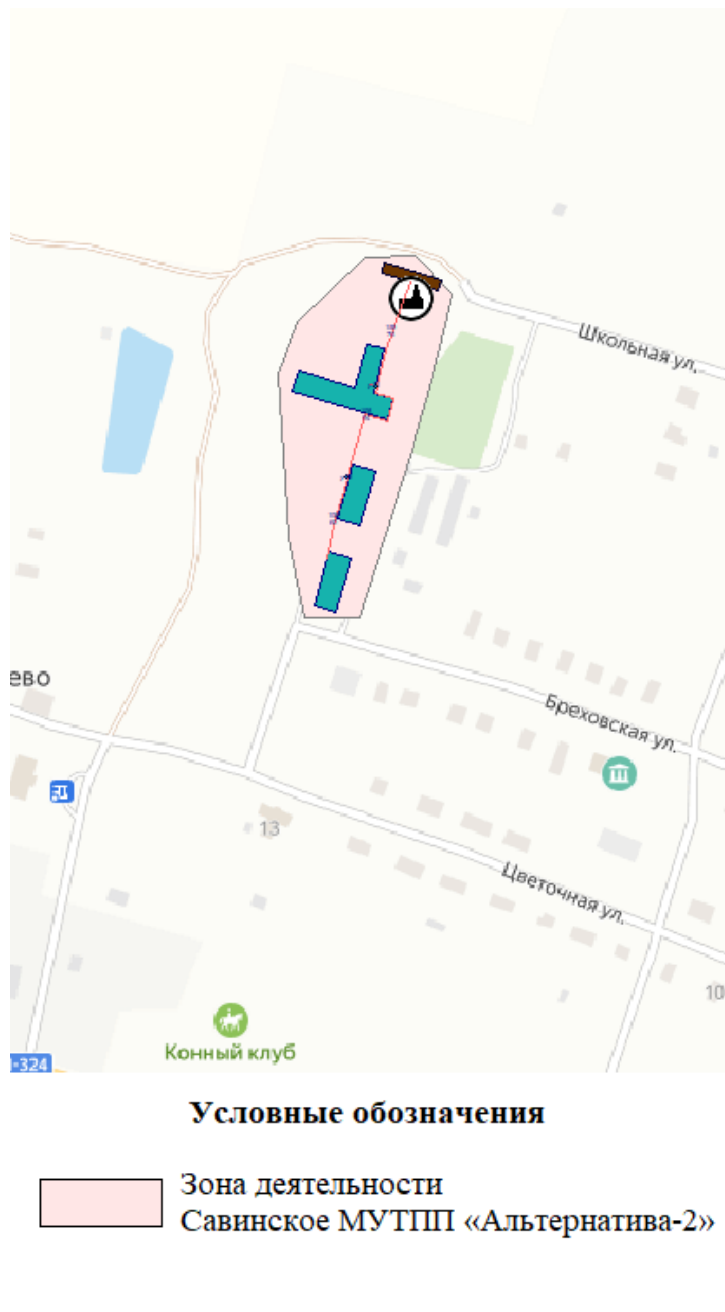 Школьная ул.
ево
Бреховская ул.
13
Цветочная ул.
10
Конный клуб
-324
Условные обозначения
Зона деятельности
Савинское МУТПП «Альтернатива-2»